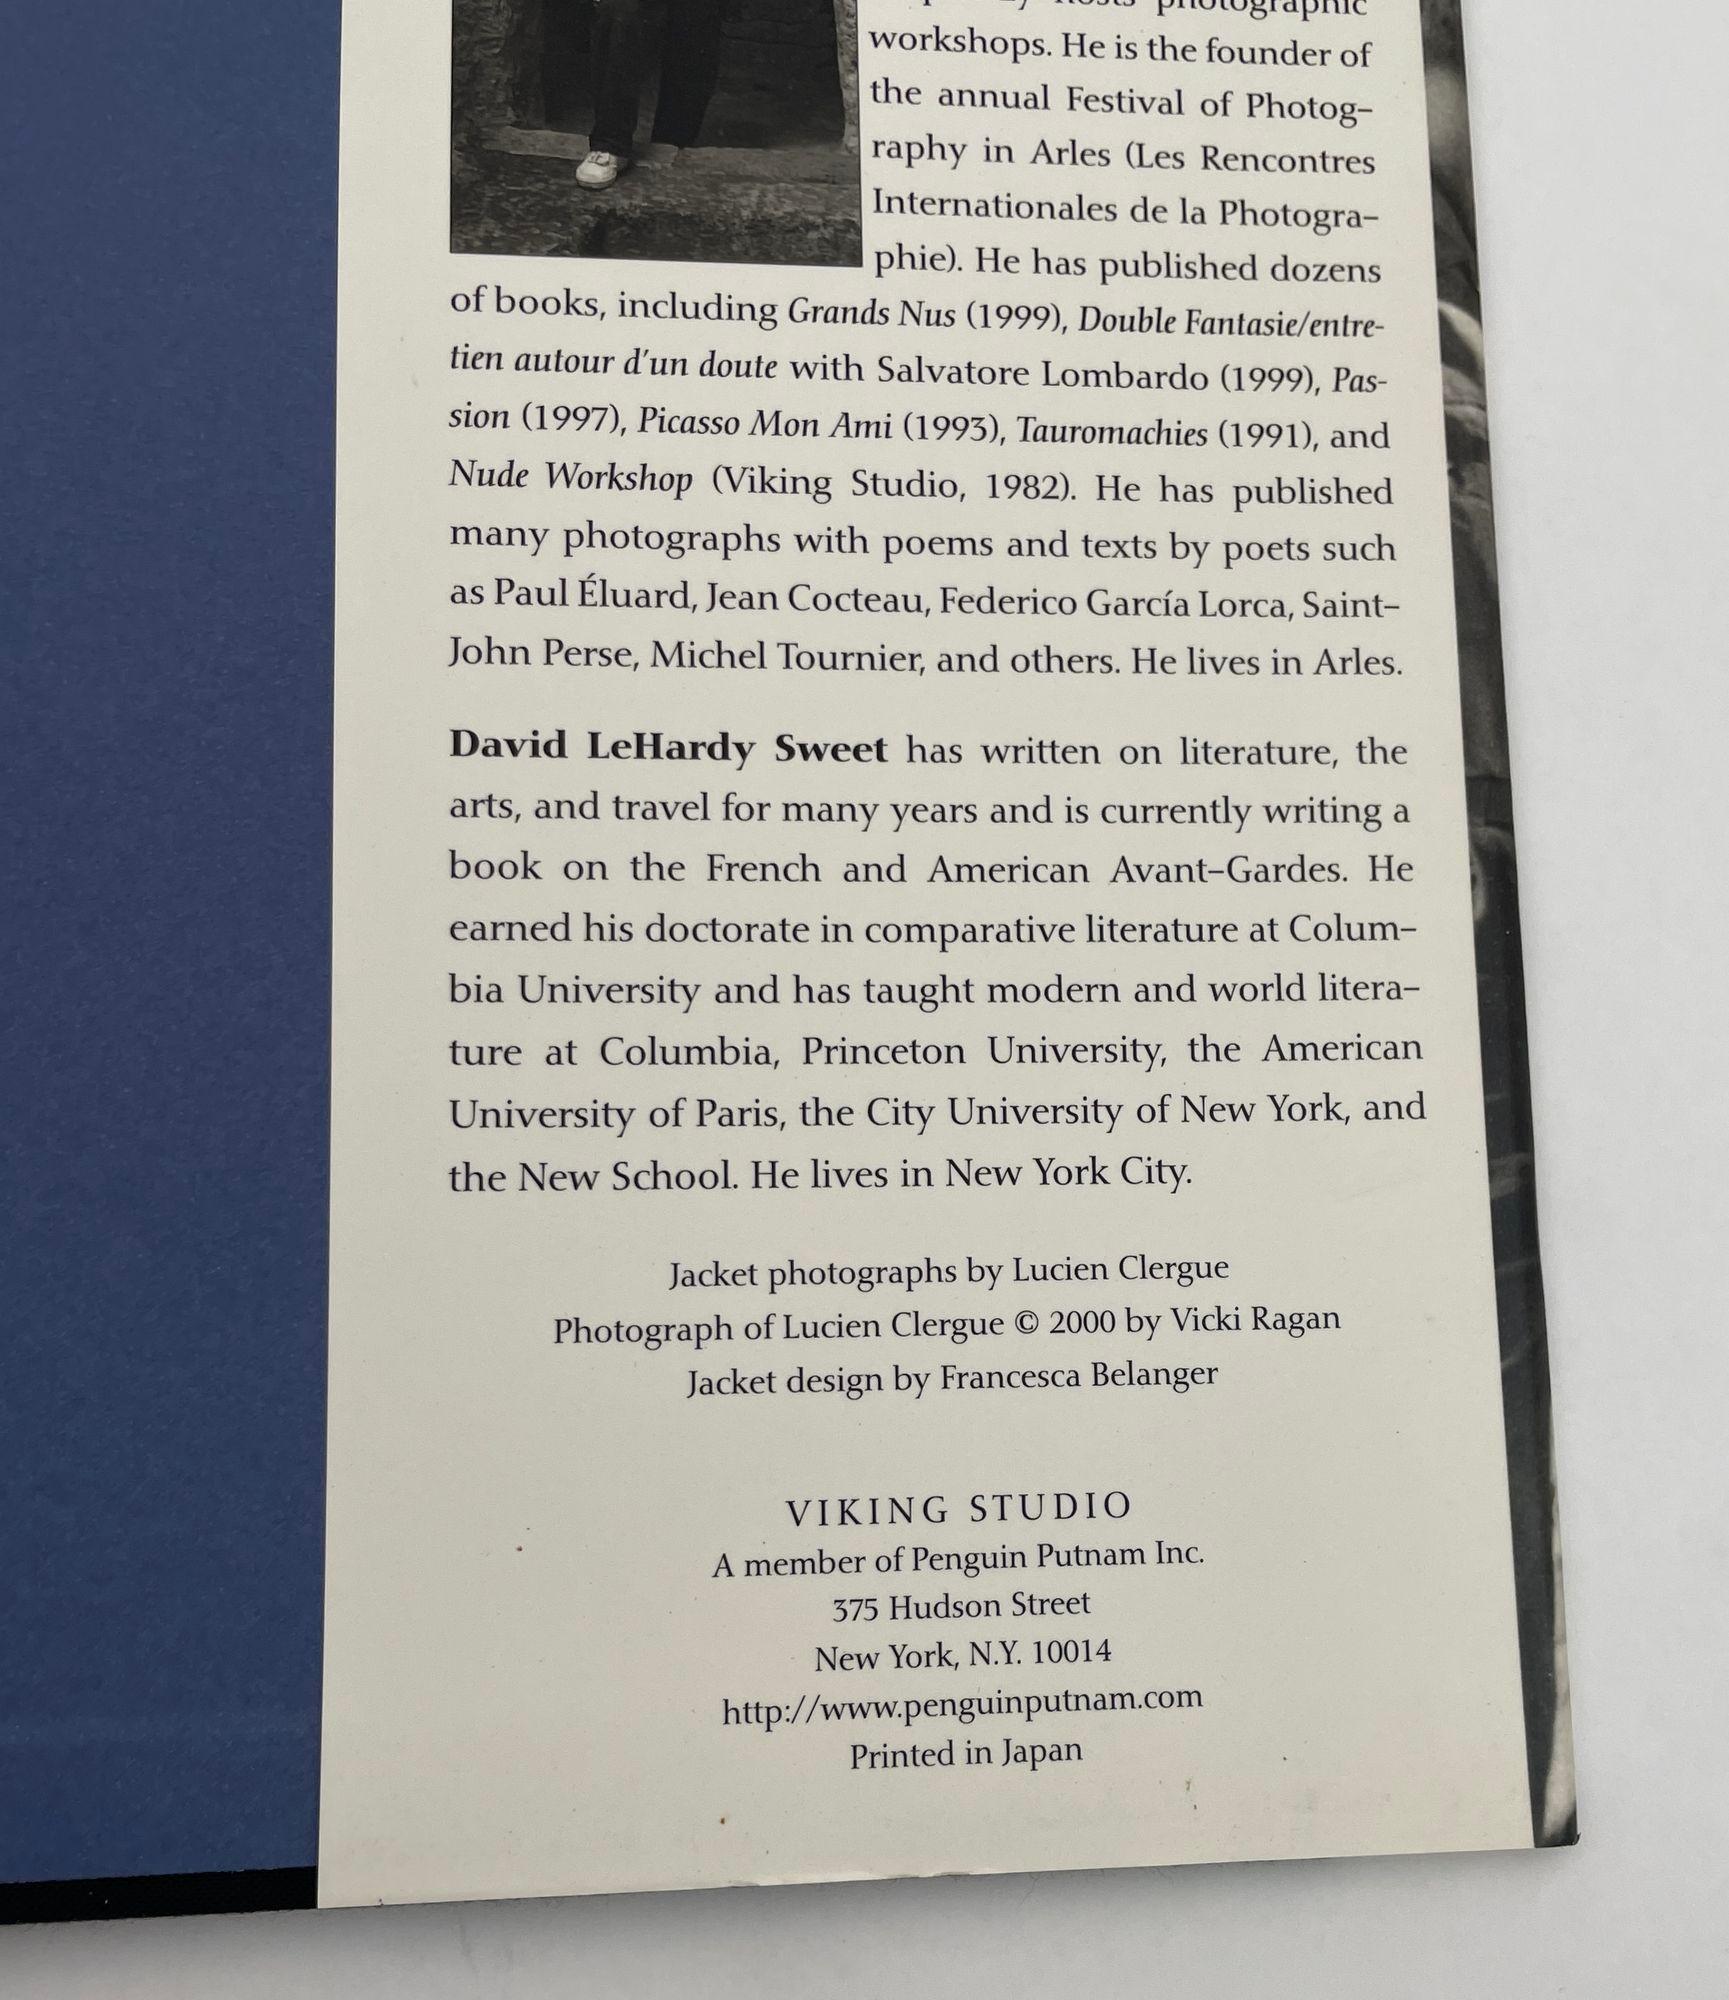 hosts photographic
workshops. He is the founder of
the annual Festival of Photog-
raphy in Arles (Les Rencontres
Internationales de la Photogra-
phie). He has published dozens
of books, including Grands Nus (1999), Double Fantasie/entre-
tien autour d'un doute with Salvatore Lombardo (1999), Pas-
sion (1997), Picasso Mon Ami (1993), Tauromachies (1991), and
Nude Workshop (Viking Studio, 1982). He has published
many photographs with poems and texts by poets such
as Paul Éluard, Jean Cocteau, Federico García Lorca, Saint-
John Perse, Michel Tournier, and others. He lives in Arles.
David LeHardy Sweet has written on literature, the
arts, and travel for many years and is currently writing a
book on the French and American Avant-Gardes. He
earned his doctorate in comparative literature at Colum-
bia University and has taught modern and world litera-
ture at Columbia, Princeton University, the American
University of Paris, the City University of New York, and
the New School. He lives in New York City.
Jacket photographs by Lucien Clergue
Photograph of Lucien Clergue © 2000 by Vicki Ragan
Jacket design by Francesca Belanger
VIKING STUDIO
A member of Penguin Putnam Inc.
375 Hudson Street
New York, N.Y. 10014
http://www.penguinputnam.com
Printed in Japan